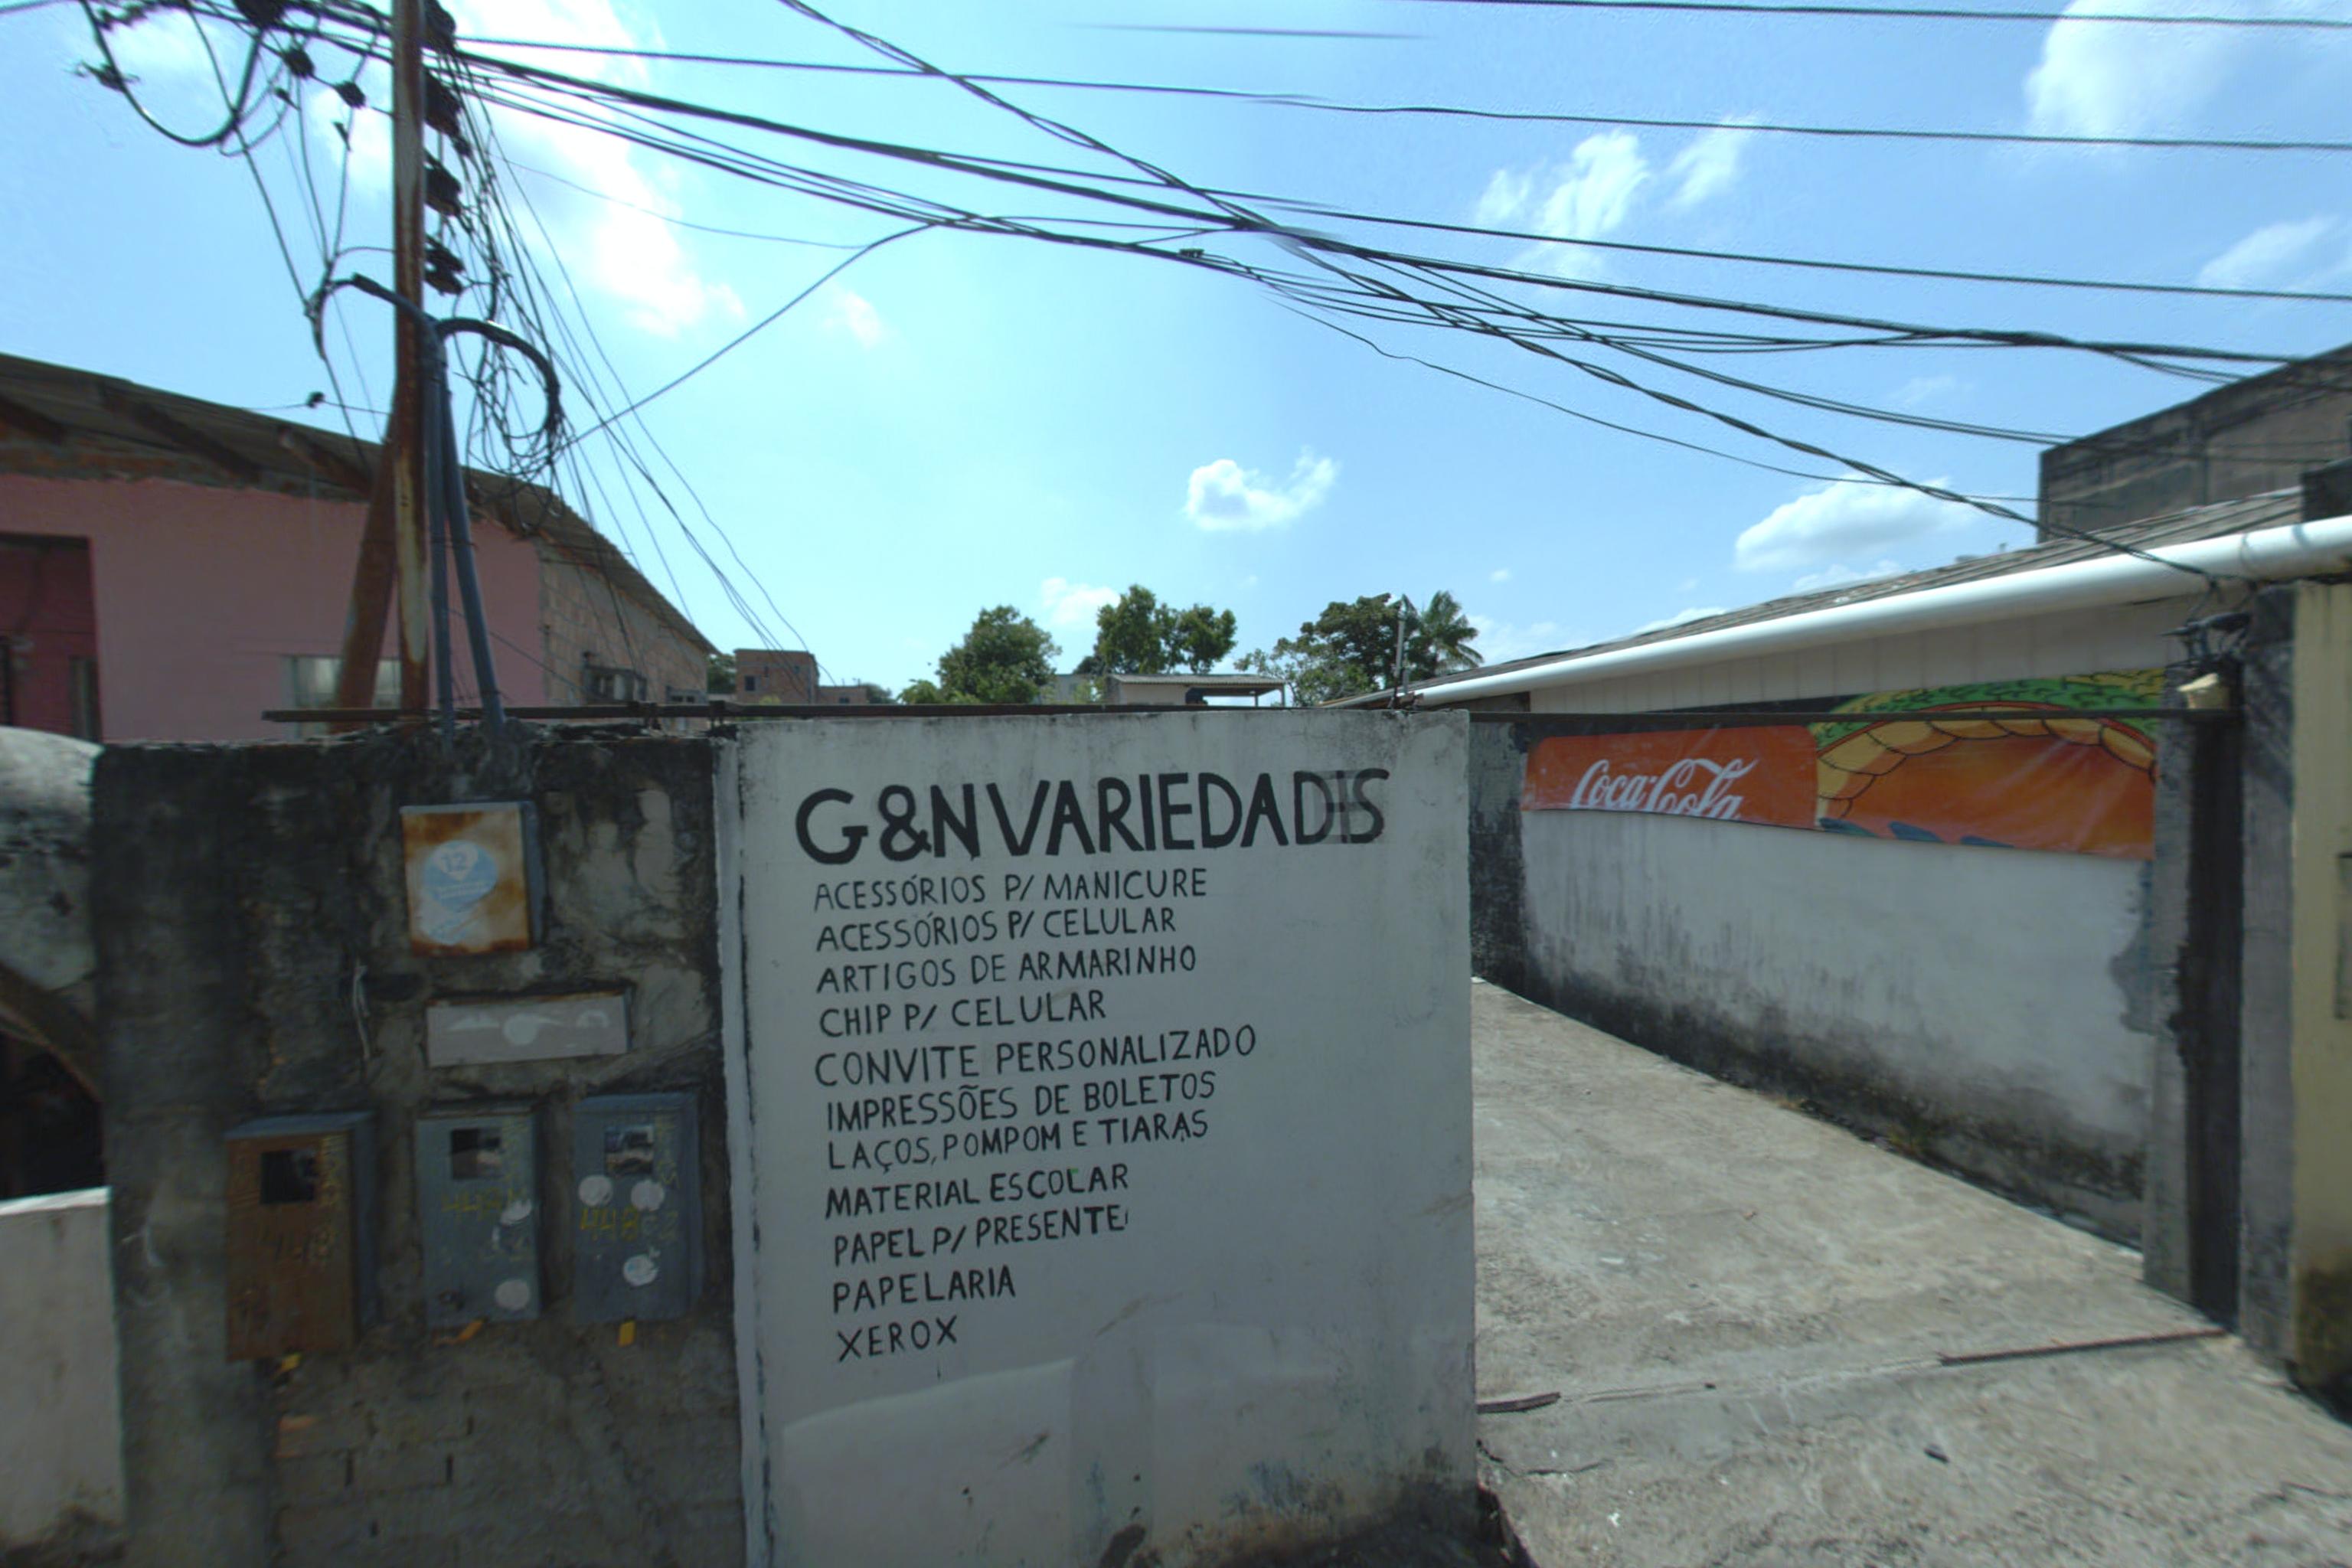 G&N VARIEDADES
ACESSÓRIOS P/ MANICURE
ACESSÓRIOS P/ CELULAR
ARTIGOS DE ARMARINHO
CHIP P/ CELULAR
CONVITE PERSONALIZADO
IMPRESSÕES DE BOLETOS
LAÇOS, POMPOM E TIARAS
MATERIAL ESCOLAR
PAPEL P/ PRESENTE
PAPELARIA
XEROX
Coca-Cola
12
448